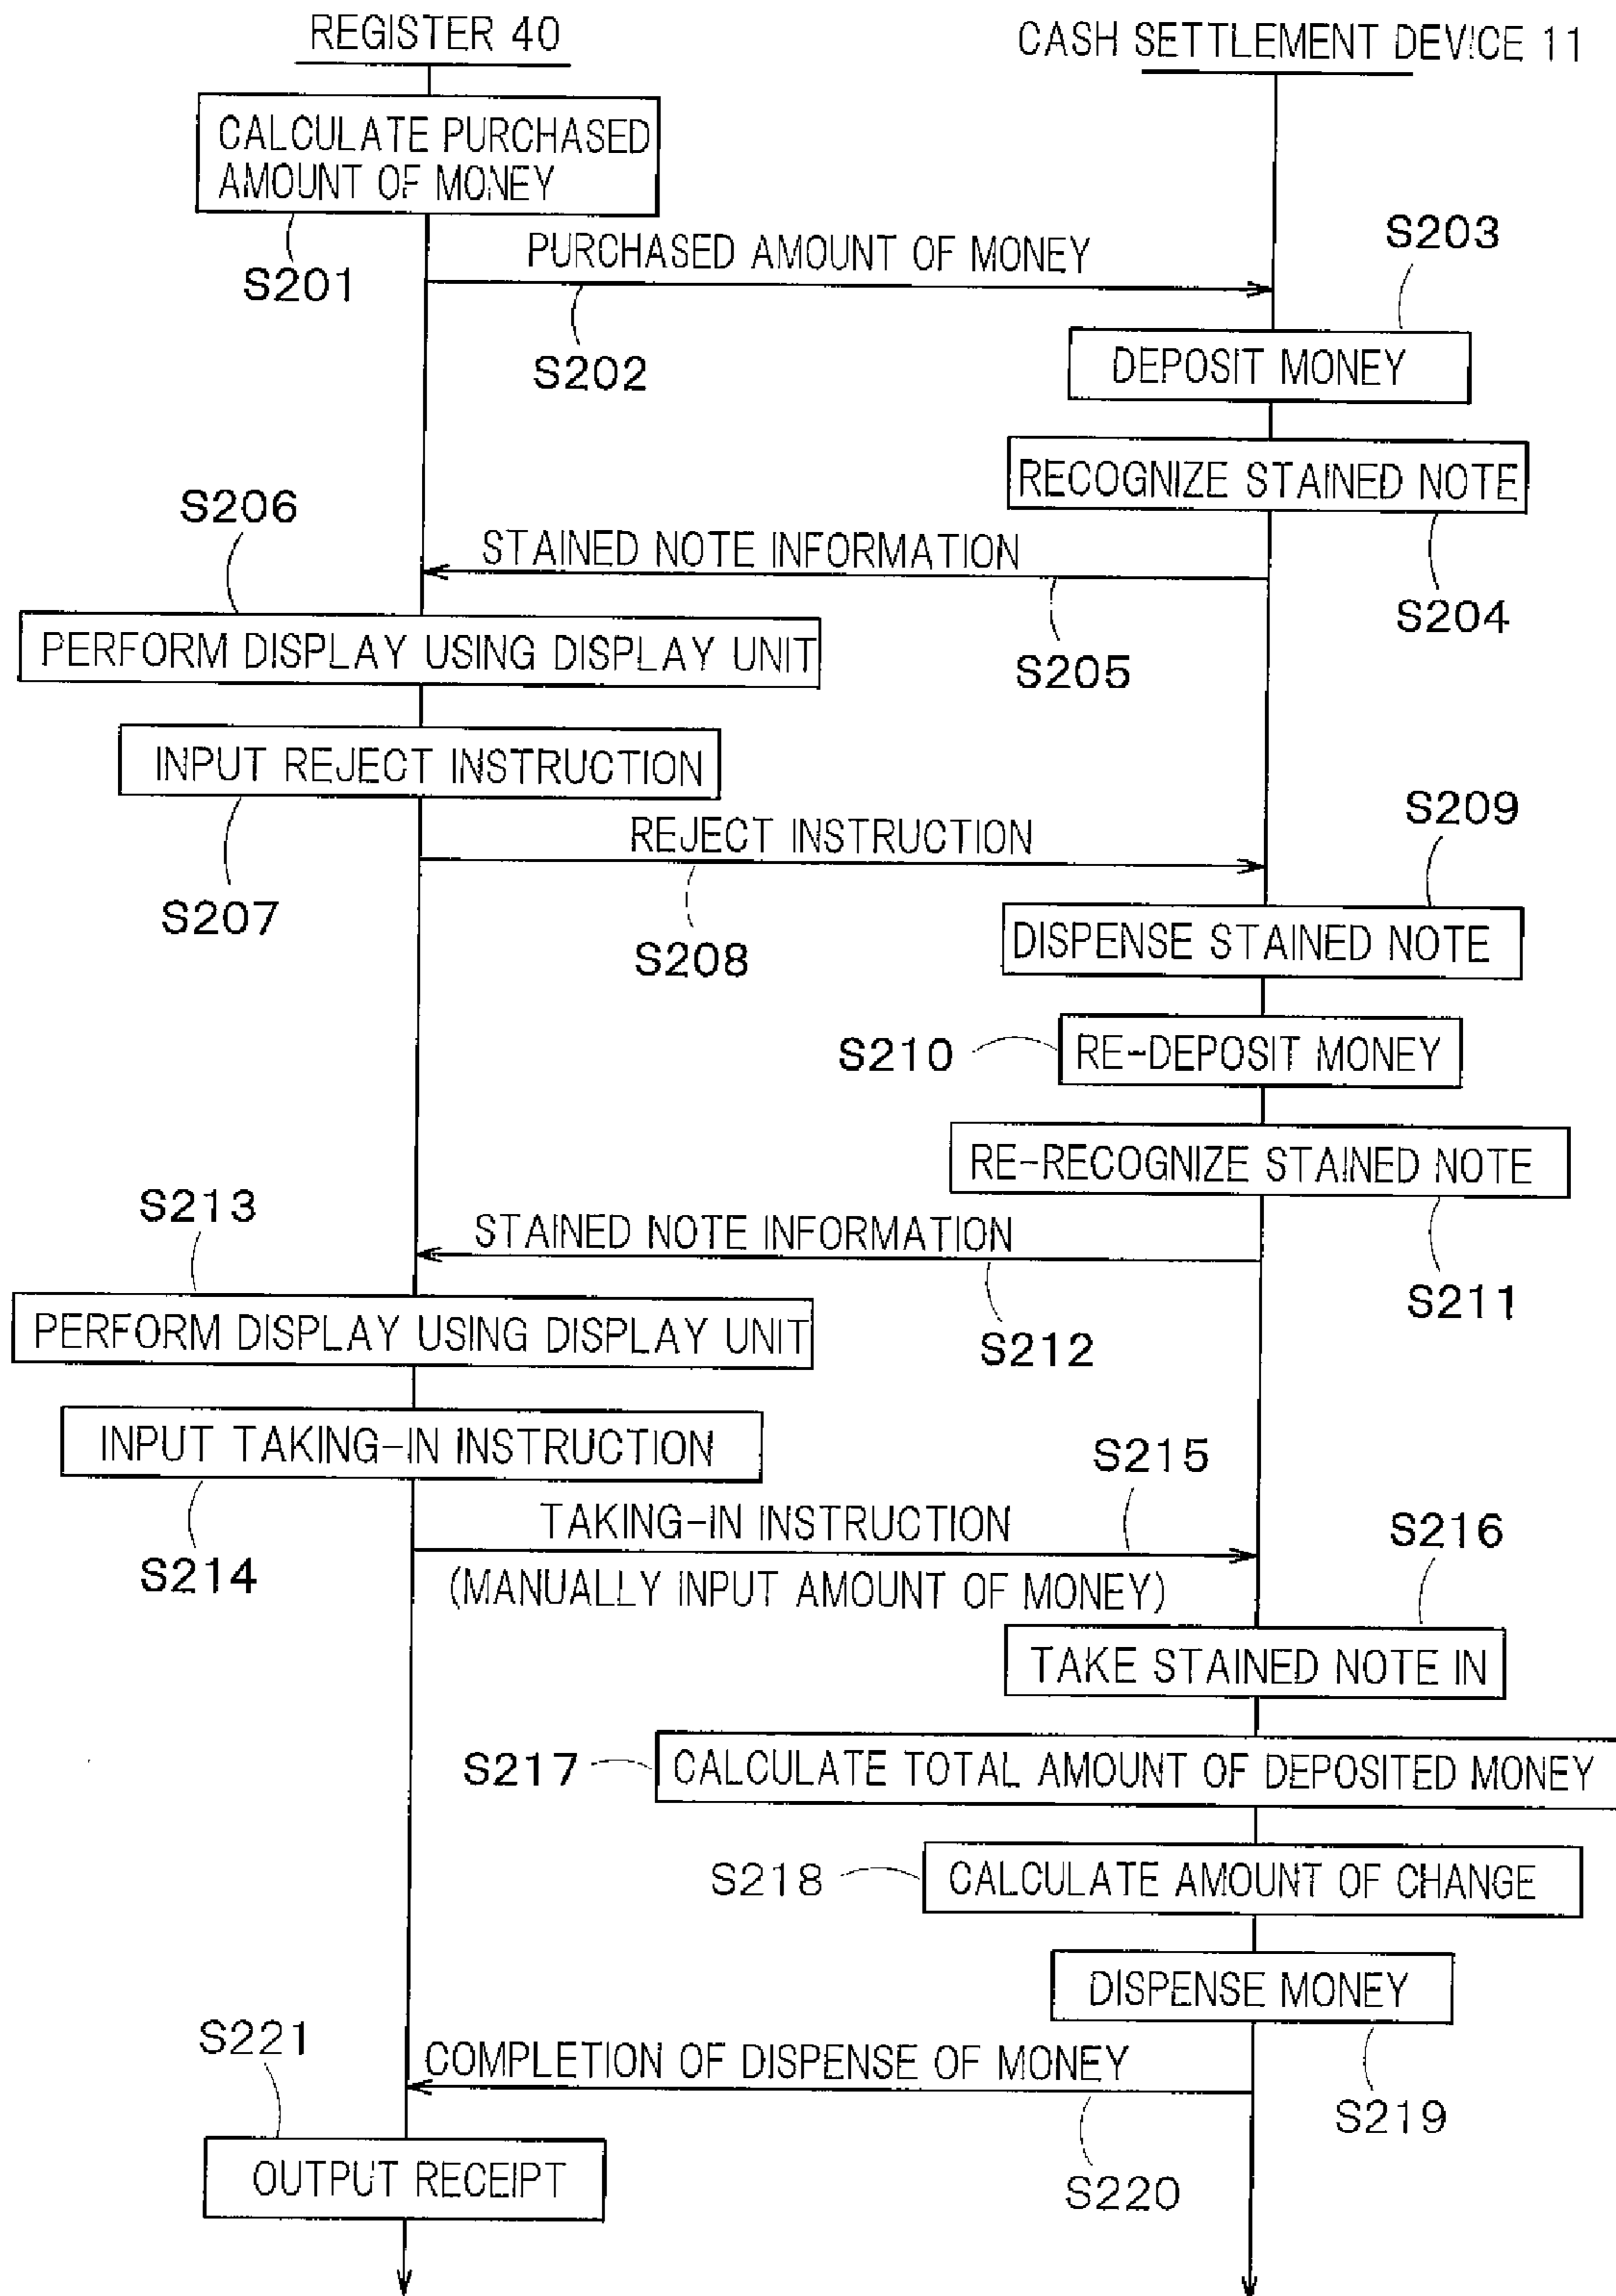 REGISTER 40
CASH SETTLEMENT DEVICE 11
CALCULATE PURCHASED
AMOUNT OF MONEY
S201
PURCHASED AMOUNT OF MONEY
S202
S203
DEPOSIT MONEY
RECOGNIZE STAINED NOTE
S204
STAINED NOTE INFORMATION
S205
S206
PERFORM DISPLAY USING DISPLAY UNIT
INPUT REJECT INSTRUCTION
S207
REJECT INSTRUCTION
S208
S209
DISPENSE STAINED NOTE
S210
RE-DEPOSIT MONEY
RE-RECOGNIZE STAINED NOTE
S211
STAINED NOTE INFORMATION
S212
S213
PERFORM DISPLAY USING DISPLAY UNIT
INPUT TAKING-IN INSTRUCTION
S214
TAKING-IN INSTRUCTION
S215
(MANUALLY INPUT AMOUNT OF MONEY)
S216
TAKE STAINED NOTE IN
S217
CALCULATE TOTAL AMOUNT OF DEPOSITED MONEY
S218
CALCULATE AMOUNT OF CHANGE
DISPENSE MONEY
S219
COMPLETION OF DISPENSE OF MONEY
S220
S221
OUTPUT RECEIPT